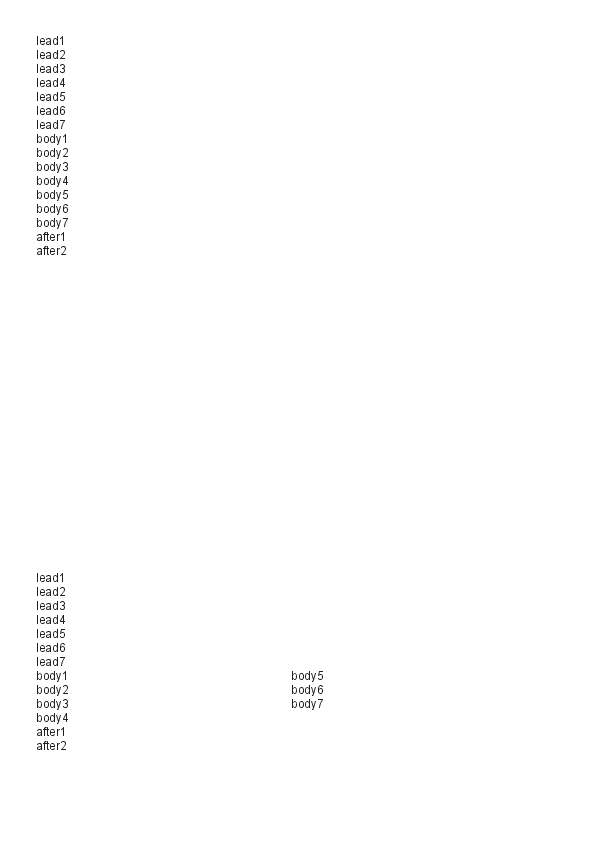 lead1
lead2
lead3
lead4
lead5
lead6
lead7
body1
body2
body3
body4
body5
body6
body7
after1
after2
lead1
lead2
lead3
lead4
lead5
lead6
lead7
body1
body2
body3
body4
body5
body6
body7
after1
after2